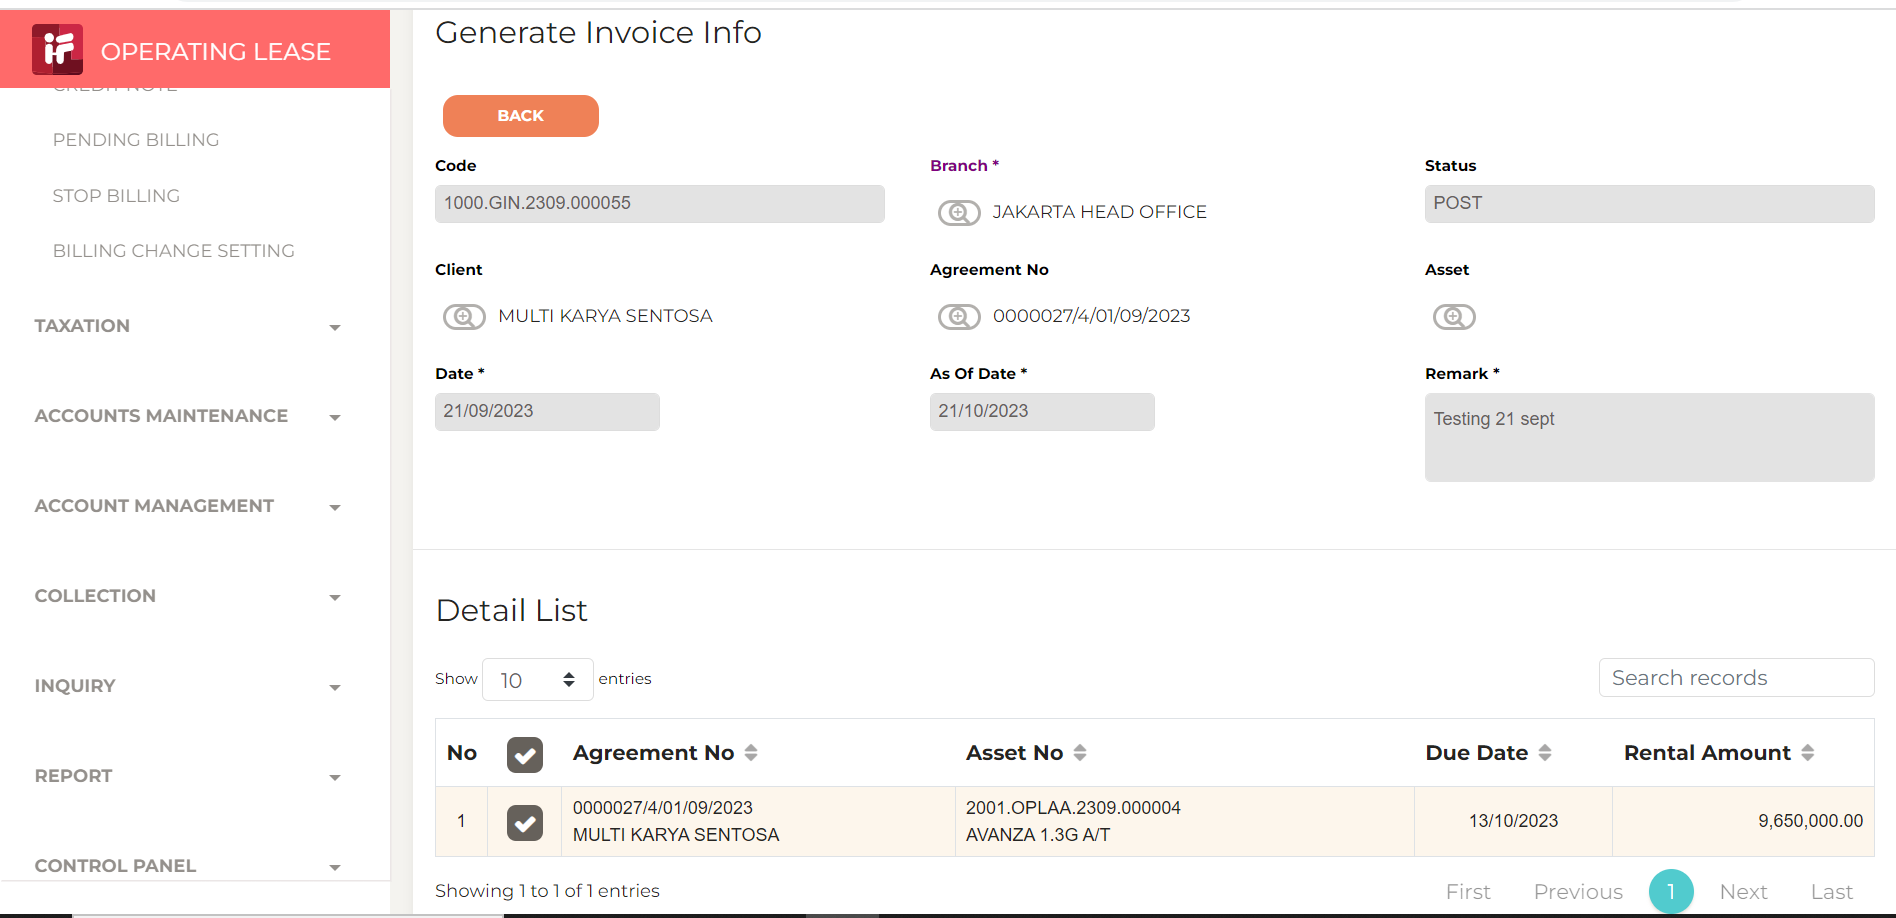 OPERATING LEASE
CREDIT NOTE
PENDING BILLING
STOP BILLING
BILLING CHANGE SETTING
TAXATION
ACCOUNTS MAINTENANCE
ACCOUNT MANAGEMENT
COLLECTION
INQUIRY
REPORT
CONTROL PANEL
Generate Invoice Info
BACK
Code
Branch *
Status
1000.GIN.2309.000055
JAKARTA HEAD OFFICE
POST
Client
Agreement No
Asset
MULTI KARYA SENTOSA
0000027/4/01/09/2023
Date *
As Of Date *
Remark *
21/09/2023
21/10/2023
Testing 21 sept
Detail List
Show 10 entries
Search records
No Agreement No Asset No Due Date Rental Amount
1 0000027/4/01/09/2023 2001.OPLAA.2309.000004 13/10/2023 9,650,000.00
MULTI KARYA SENTOSA AVANZA 1.3G A/T
Showing 1 to 1 of 1 entries
First Previous 1 Next Last